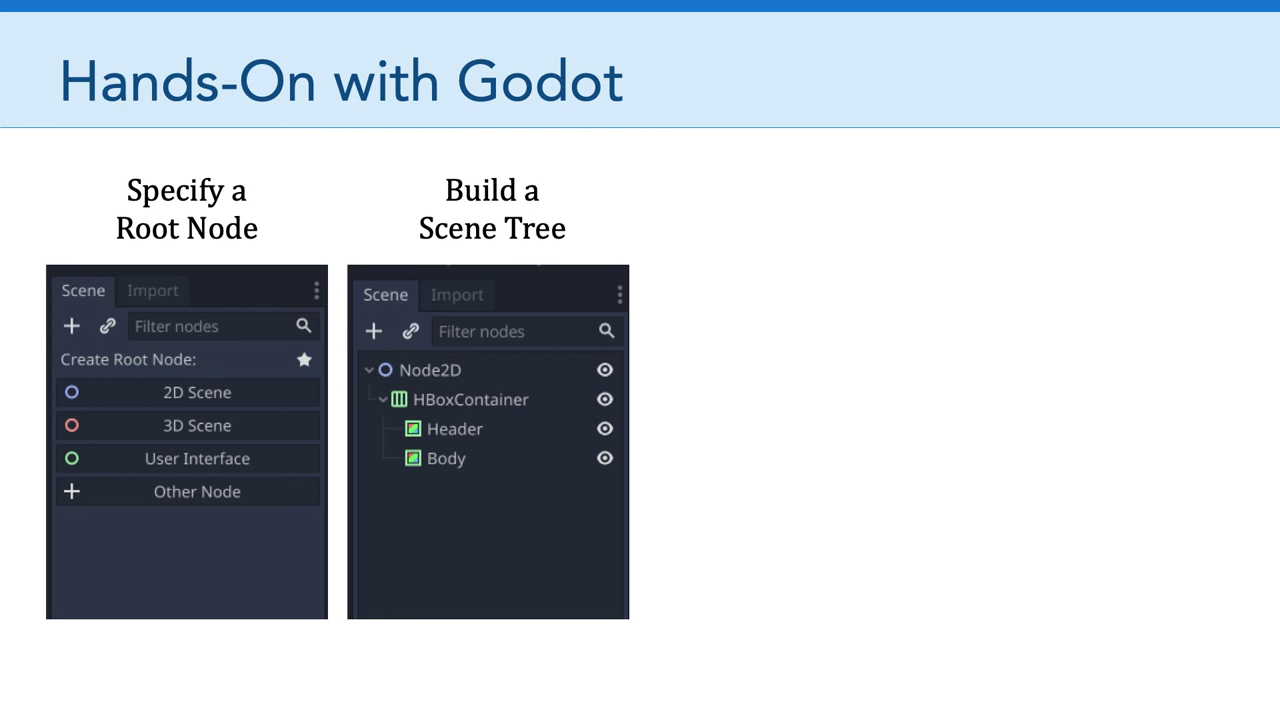 Hands-On with Godot
Specify a
Root Node
Scene Import
Filter nodes
Create Root Node:
2D Scene
3D Scene
User Interface
Other Node
Build a
Scene Tree
Scene Import
Filter nodes
Node2D
HBoxContainer
Header
Body